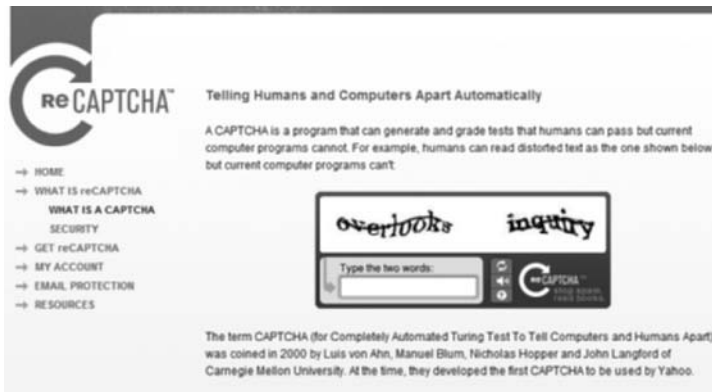 reCAPTCHA™
Telling Humans and Computers Apart Automatically
A CAPTCHA is a program that can generate and grade tests that humans can pass but current
computer programs cannot. For example, humans can read distorted text as the one shown below,
but current computer programs can't:
→ HOME
→ WHAT IS reCAPTCHA
WHAT IS A CAPTCHA
SECURITY
→ GET reCAPTCHA
→ MY ACCOUNT
→ EMAIL PROTECTION
→ RESOURCES
overlooks inquiry
Type the two words:
reCAPTCHA™
stop spam.
read books.
The term CAPTCHA (for Completely Automated Turing Test To Tell Computers and Humans Apart)
was coined in 2000 by Luis von Ahn, Manuel Blum, Nicholas Hopper and John Langford of
Carnegie Mellon University. At the time, they developed the first CAPTCHA to be used by Yahoo.